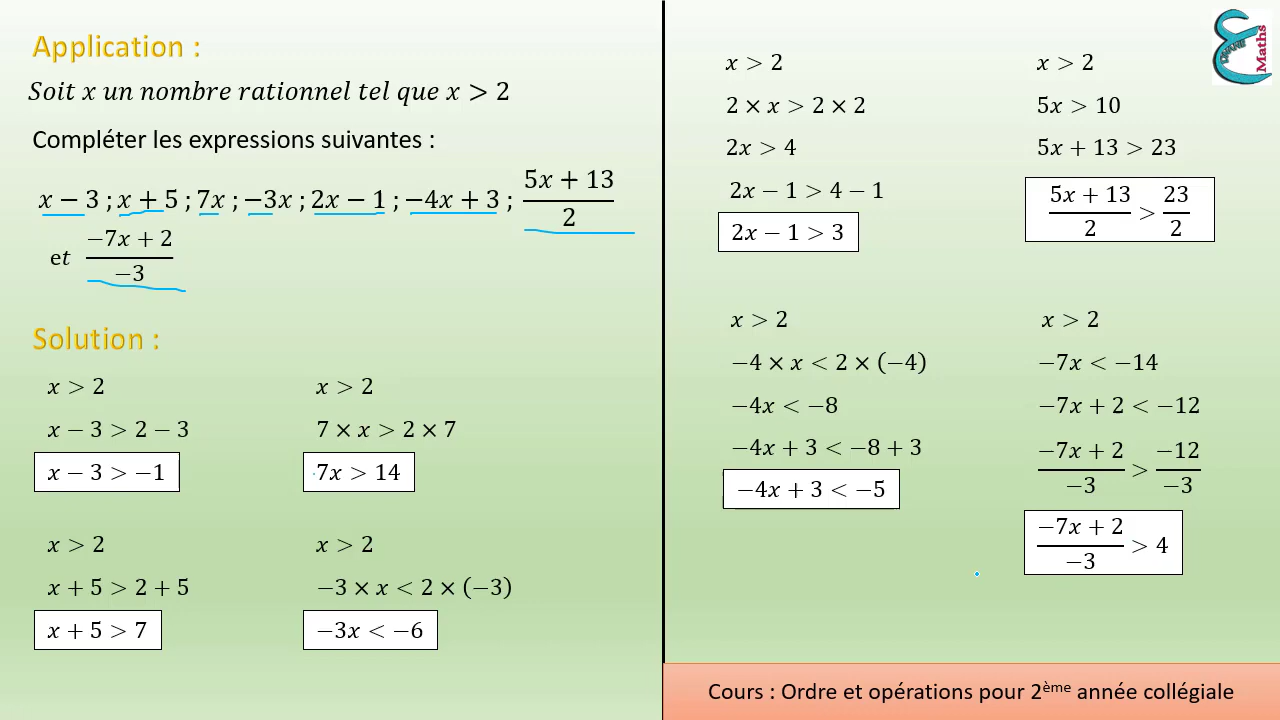 Application :
Soit x un nombre rationnel tel que x > 2
Compléter les expressions suivantes :
x − 3 ; x + 5 ; 7x ; −3x ; 2x − 1 ; −4x + 3 ; (5x + 13)/2
et (−7x + 2)/(−3)
Solution :
x > 2
x − 3 > 2 − 3
x − 3 > −1
x > 2
7 × x > 2 × 7
7x > 14
x > 2
x + 5 > 2 + 5
x + 5 > 7
x > 2
−3 × x < 2 × (−3)
−3x < −6
x > 2
2 × x > 2 × 2
2x > 4
2x − 1 > 4 − 1
2x − 1 > 3
x > 2
5x > 10
5x + 13 > 23
(5x + 13)/2 > 23/2
x > 2
−4 × x < 2 × (−4)
−4x < −8
−4x + 3 < −8 + 3
−4x + 3 < −5
x > 2
−7x < −14
−7x + 2 < −12
(−7x + 2)/(−3) > (−12)/(−3)
(−7x + 2)/(−3) > 4
Maths
Cours : Ordre et opérations pour 2ème année collégiale